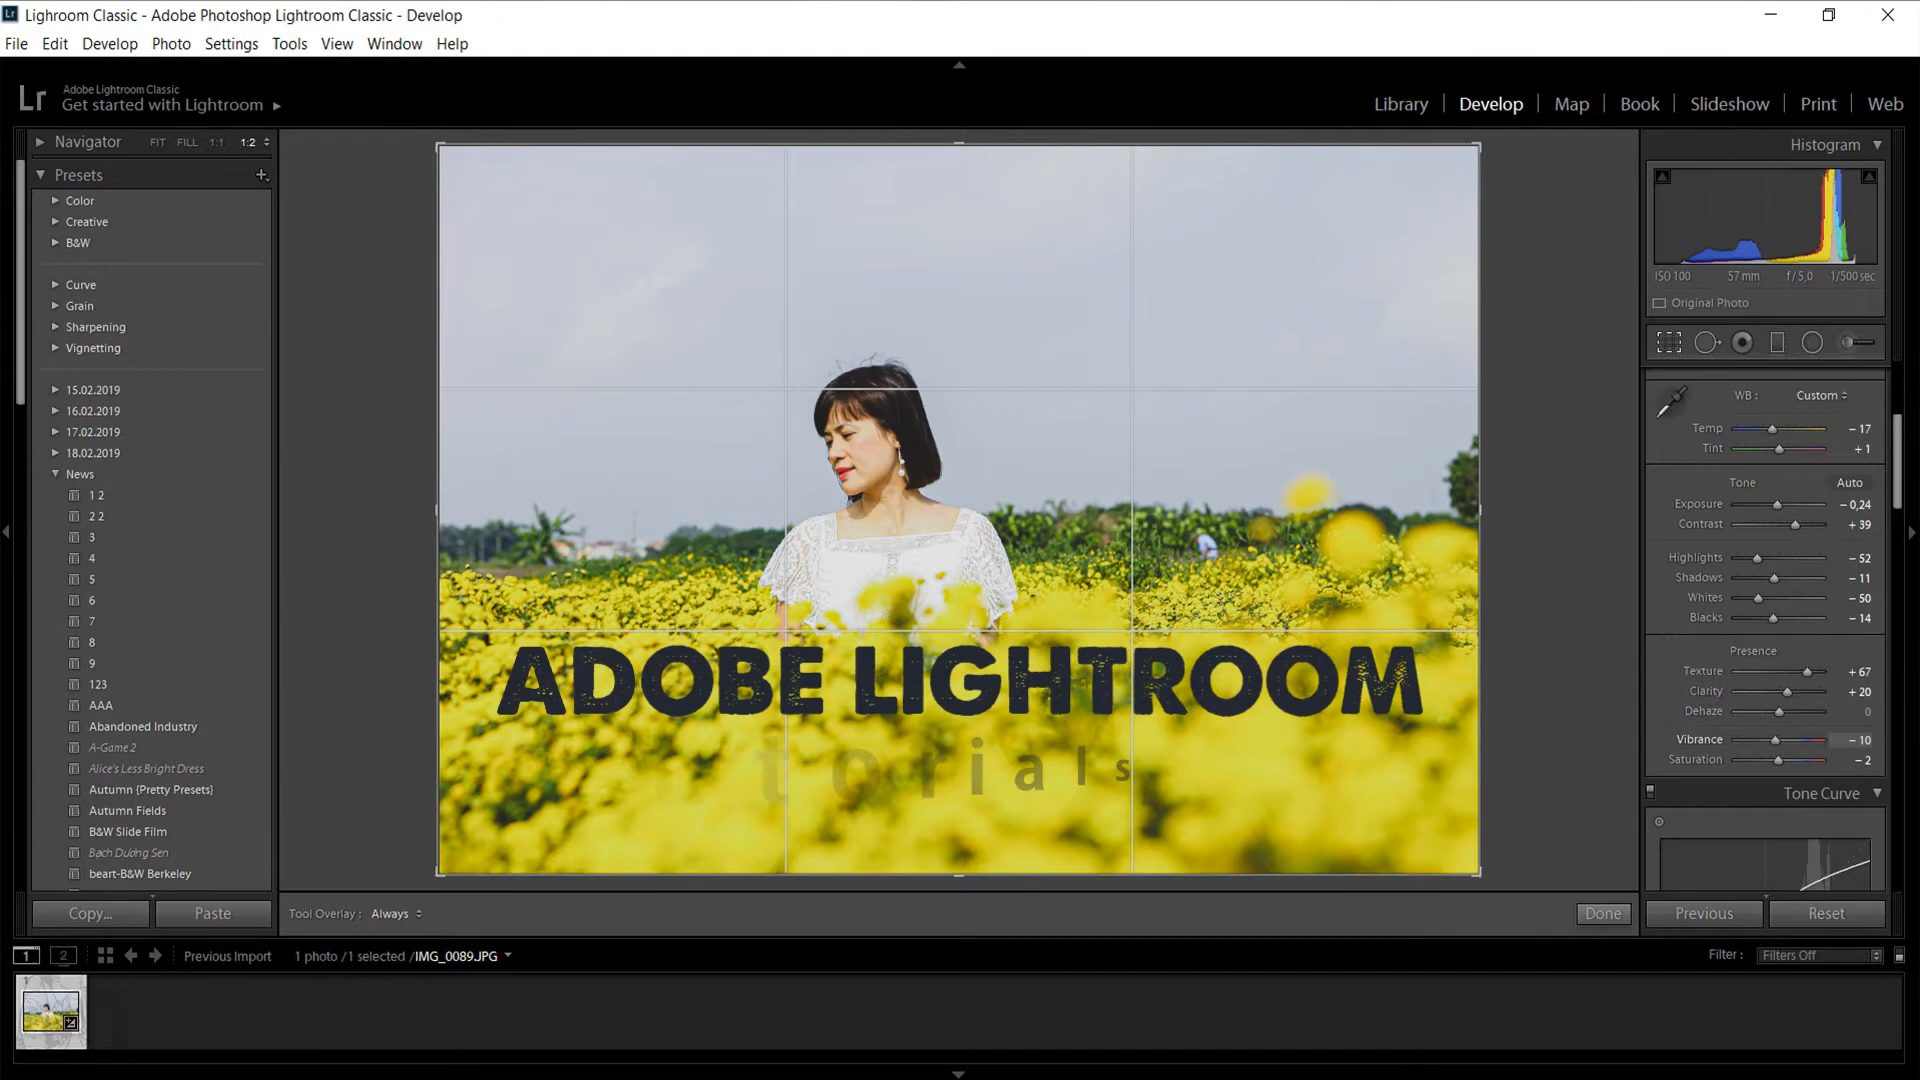 Lighroom Classic - Adobe Photoshop Lightroom Classic - Develop
File Edit Develop Photo Settings Tools View Window Help
Lr
Adobe Lightroom Classic
Get started with Lightroom
Library Develop Map Book Slideshow Print Web
Navigator FIT FILL 1:1 1:2
Presets
Color
Creative
B&W
Curve
Grain
Sharpening
Vignetting
15.02.2019
16.02.2019
17.02.2019
18.02.2019
News
1 2
2 2
3
4
5
6
7
8
9
123
AAA
Abandoned Industry
A-Game 2
Alice's Less Bright Dress
Autumn {Pretty Presets}
Autumn Fields
B&W Slide Film
Bạch Dương Sen
beart-B&W Berkeley
Copy... Paste
ADOBE LIGHTROOM
torials
Tool Overlay : Always
Done
Histogram
ISO 100 57 mm f / 5,0 1/500 sec
Original Photo
WB : Custom
Temp - 17
Tint + 1
Tone Auto
Exposure - 0,24
Contrast + 39
Highlights - 52
Shadows - 11
Whites - 50
Blacks - 14
Presence
Texture + 67
Clarity + 20
Dehaze 0
Vibrance - 10
Saturation - 2
Tone Curve
Previous Reset
1 2 Previous Import 1 photo / 1 selected / IMG_0089.JPG
Filter : Filters Off
1